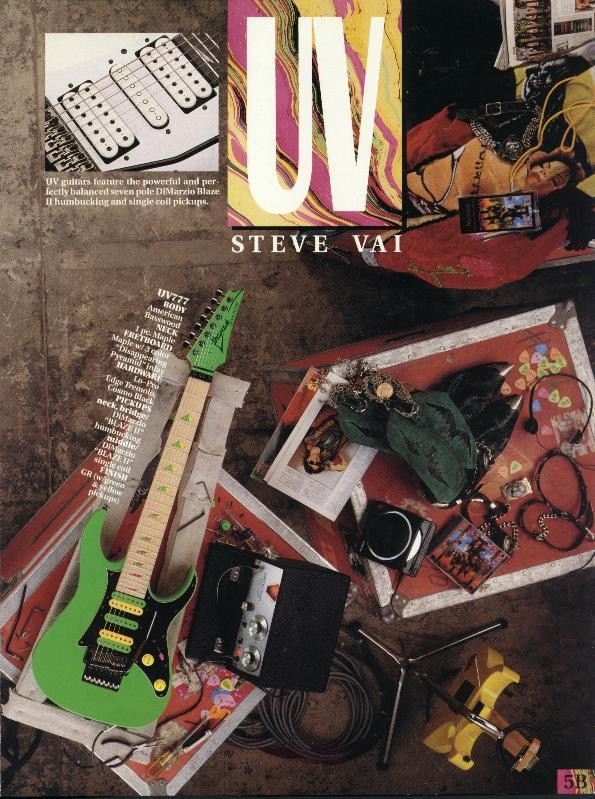 UV
STEVE VAI
UV guitars feature the powerful and per-
fectly balanced seven pole DiMarzio Blaze
II humbucking and single coil pickups.
UV777
BODY
American
Basswood
NECK
1 pc. Maple
FRETBOARD
Maple w/ 3 color
"Disappearing
Pyramid" inlay
HARDWARE
Lo-Pro
Edge Tremolo,
Cosmo Black
PICKUPS
neck, bridge/
DiMarzio
"BLAZE II"
humbucking
middle/
DiMarzio
"BLAZE II"
single coil
FINISH
GR (w/green
& yellow
pickups)
Ibanez
5B